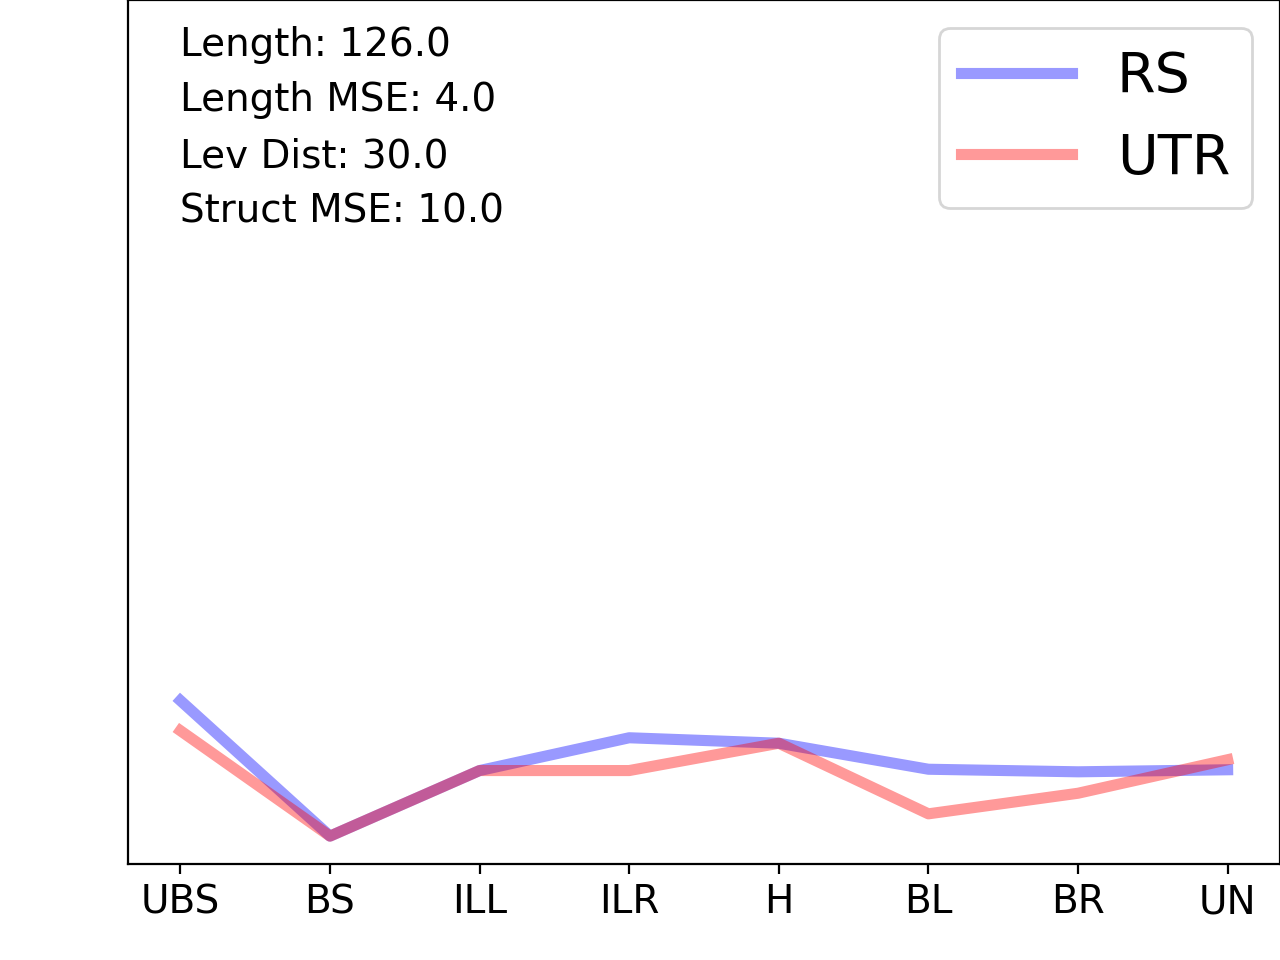 Length: 126.0
Length MSE: 4.0
Lev Dist: 30.0
Struct MSE: 10.0
RS
UTR
UBS BS ILL ILR H BL BR UN